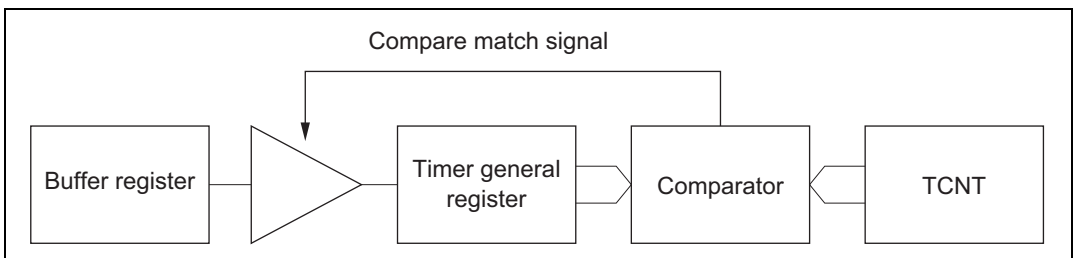 Compare match signal
Buffer register
Timer general
register
Comparator
TCNT